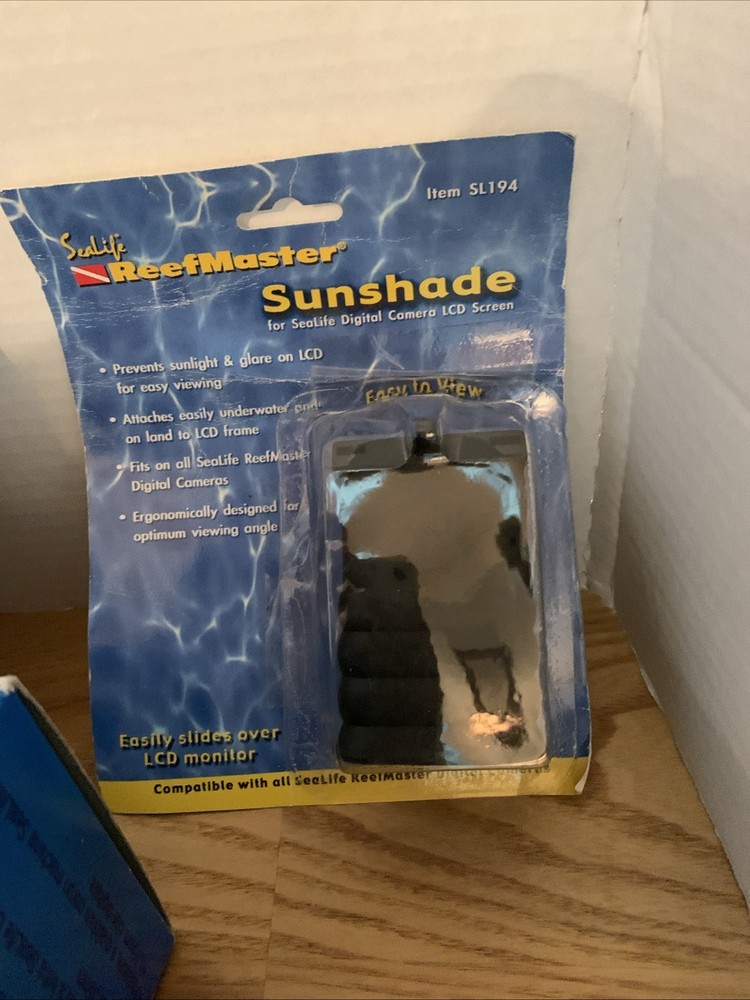 Item SL194
SeaLife
ReefMaster®
Sunshade
for SeaLife Digital Camera LCD Screen
• Prevents sunlight & glare on LCD
for easy viewing
• Attaches easily underwater and
on land to LCD frame
• Fits on all SeaLife ReefMaster
Digital Cameras
• Ergonomically designed for
optimum viewing angle
Easy to View
Easily slides over
LCD monitor
Compatible with all SeaLife ReefMaster Digital Cameras